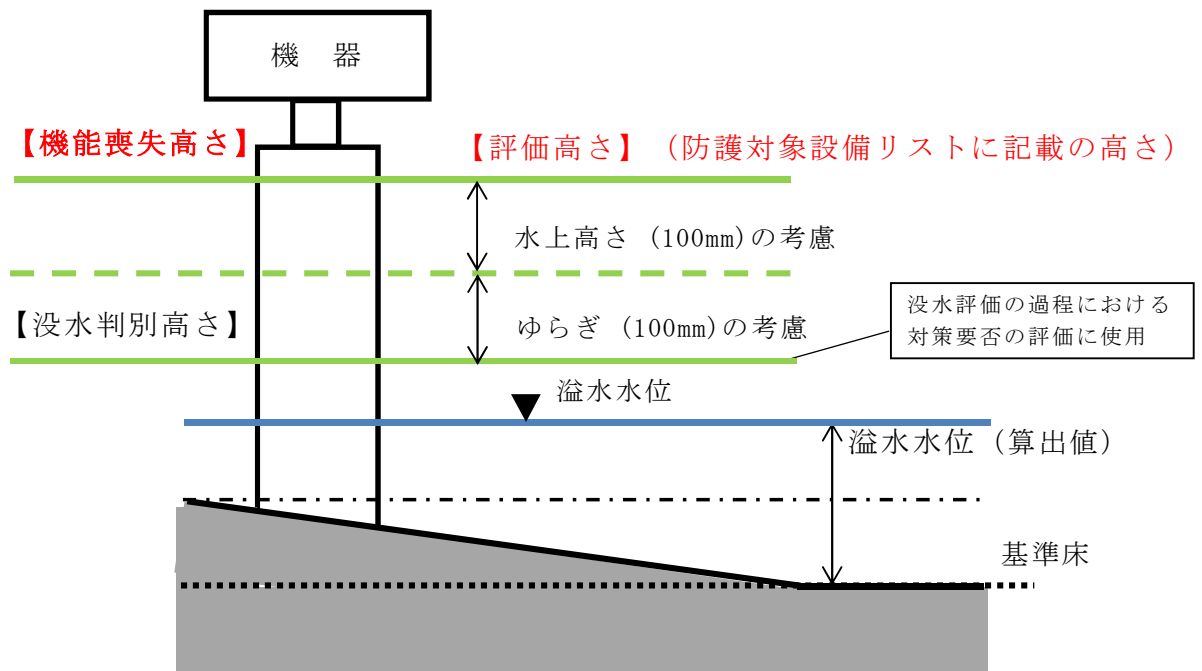 機 器
【機能喪失高さ】
【評価高さ】(防護対象設備リストに記載の高さ)
水上高さ (100mm)の考慮
【没水判別高さ】
ゆらぎ (100mm)の考慮
没水評価の過程における
対策要否の評価に使用
溢水水位
溢水水位(算出値)
基準床